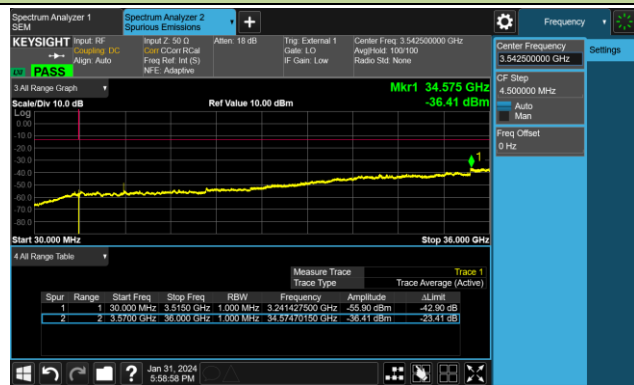 Spectrum Analyzer 1
SEM
Spectrum Analyzer 2
Spurious Emissions
Frequency
KEYSIGHT
Input: RF
Coupling: DC
Align: Auto
Input Z: 50 Ω
Corr CCorr RCal
Freq Ref: Int (S)
NFE: Adaptive
Atten: 18 dB
Trig: External 1
Gate: LO
IF Gain: Low
Center Freq: 3.542500000 GHz
Avg|Hold: 100/100
Radio Std: None
PASS
Center Frequency
3.542500000 GHz
Settings
CF Step
4.500000 MHz
Auto
Man
Freq Offset
0 Hz
3 All Range Graph
Mkr1 34.575 GHz
Scale/Div 10.0 dB
Ref Value 10.00 dBm
-36.41 dBm
Log
0.00
-10.0
-20.0
-30.0
-40.0
-50.0
-60.0
-70.0
-80.0
1
Start 30.000 MHz
Stop 36.000 GHz
4 All Range Table
Measure Trace Trace 1
Trace Type Trace Average (Active)
Spur Range Start Freq Stop Freq RBW Frequency Amplitude ΔLimit
1 1 30.000 MHz 3.5150 GHz 1.000 MHz 3.241427500 GHz -55.90 dBm -42.90 dB
2 2 3.5700 GHz 36.000 GHz 1.000 MHz 34.57470150 GHz -36.41 dBm -23.41 dB
Jan 31, 2024
5:58:58 PM